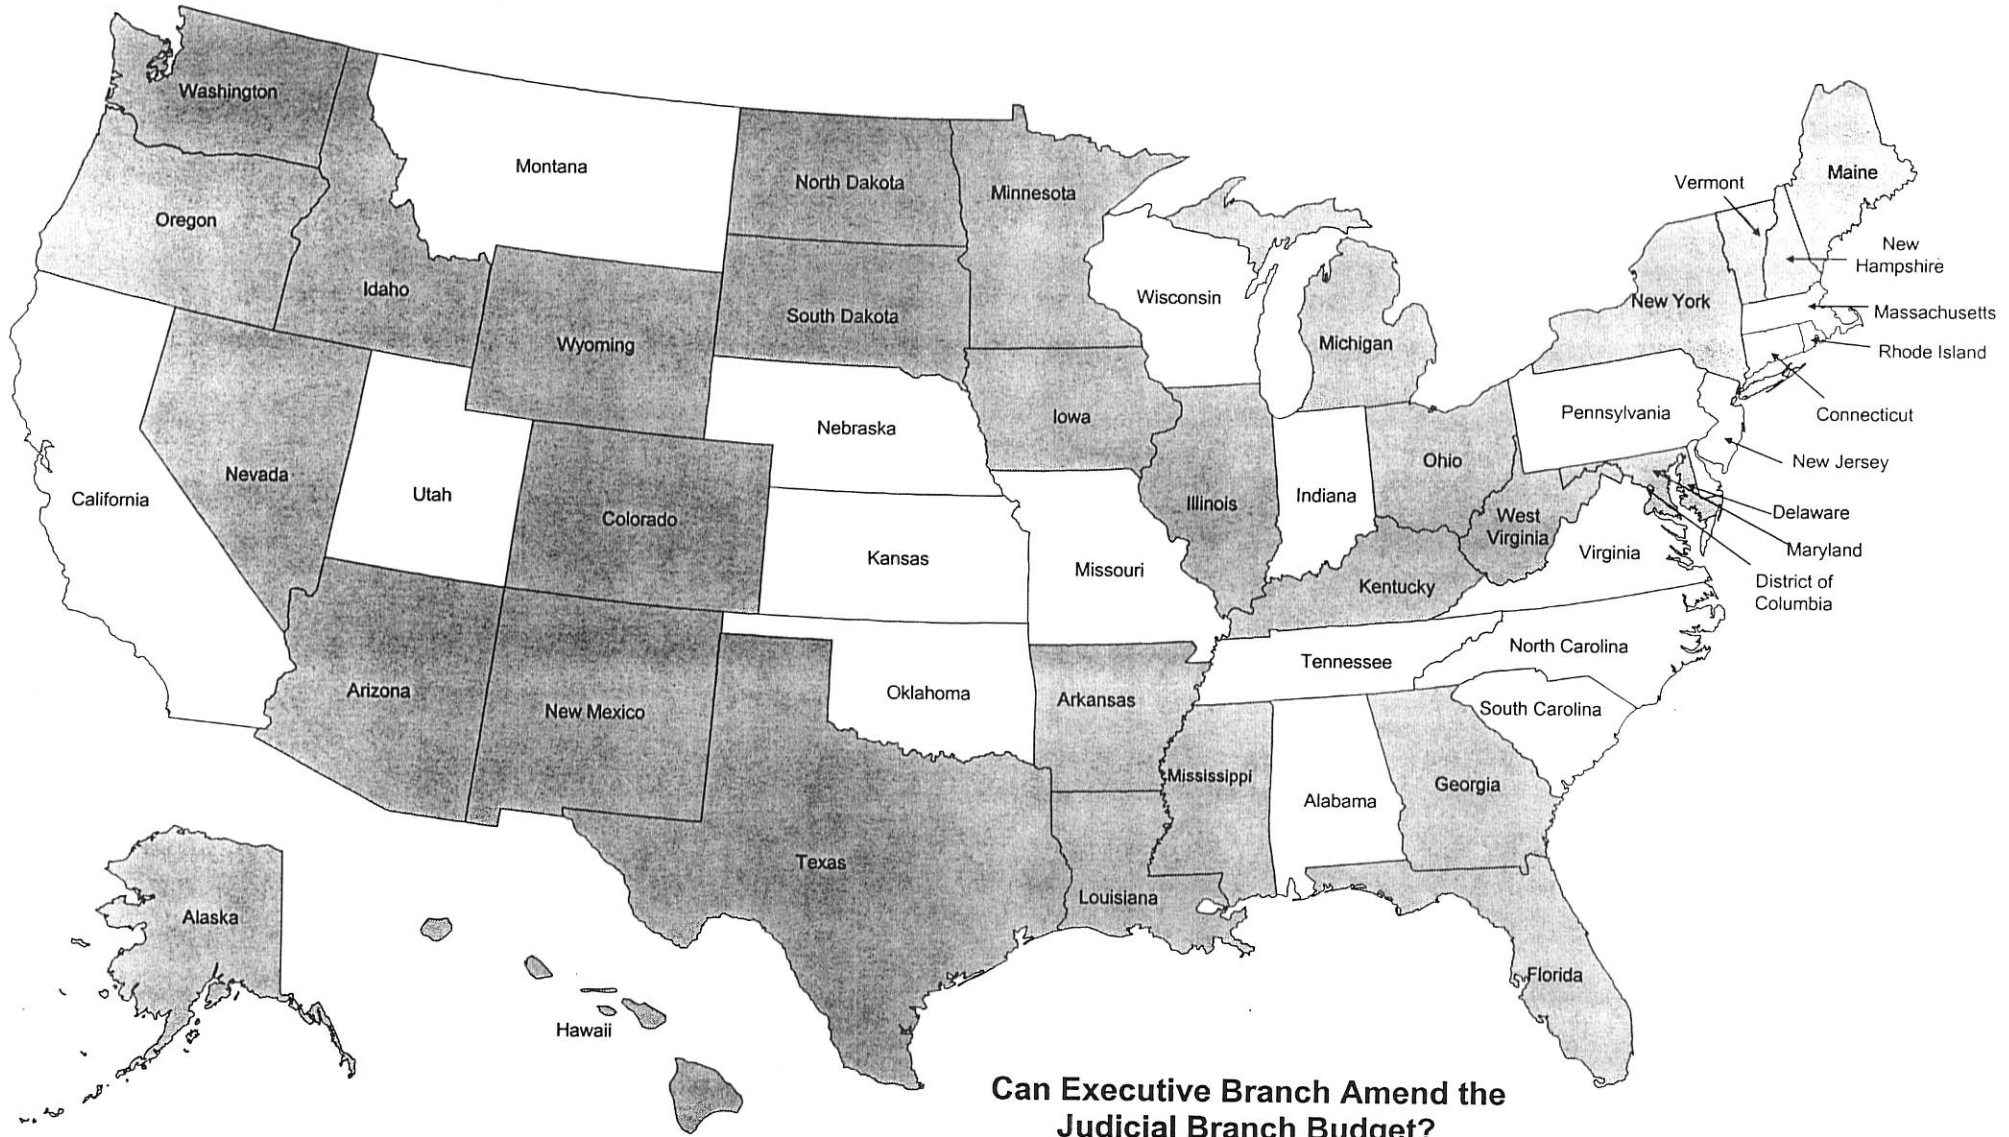 Washington
Montana
North Dakota
Minnesota
Maine
Vermont
Oregon
Idaho
New
Hampshire
Wisconsin
New York
South Dakota
Massachusetts
Wyoming
Michigan
Rhode Island
Pennsylvania
Connecticut
Iowa
Nebraska
Ohio
New Jersey
Nevada
Utah
California
Indiana
Illinois
Colorado
West
Virginia
Delaware
Maryland
Virginia
Kansas
Missouri
Kentucky
District of
Columbia
North Carolina
Tennessee
Arizona
Oklahoma
Arkansas
South Carolina
New Mexico
Mississippi
Georgia
Alabama
Texas
Louisiana
Alaska
Florida
Hawaii
Can Executive Branch Amend the
Judicial Branch Budget?